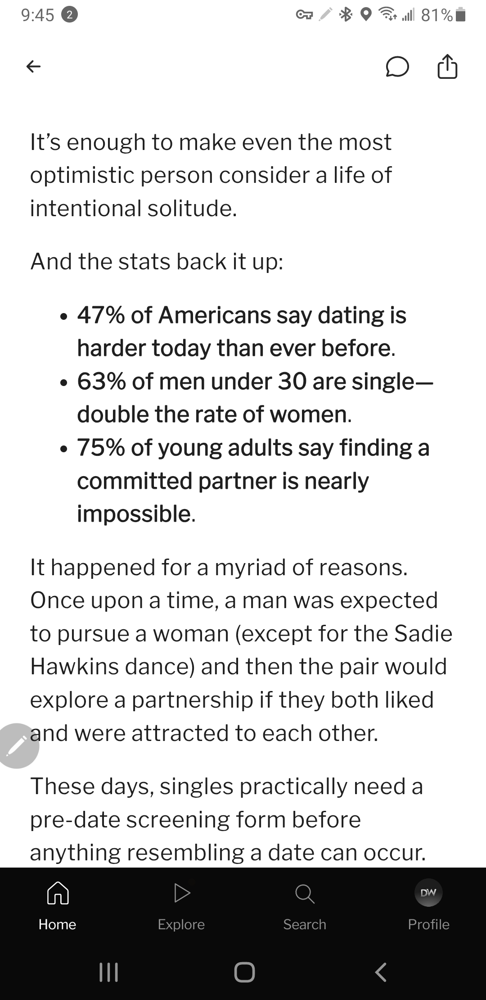 9:45 2 81%
It’s enough to make even the most
optimistic person consider a life of
intentional solitude.
And the stats back it up:
• 47% of Americans say dating is
harder today than ever before.
• 63% of men under 30 are single—
double the rate of women.
• 75% of young adults say finding a
committed partner is nearly
impossible.
It happened for a myriad of reasons.
Once upon a time, a man was expected
to pursue a woman (except for the Sadie
Hawkins dance) and then the pair would
explore a partnership if they both liked
and were attracted to each other.
These days, singles practically need a
pre-date screening form before
anything resembling a date can occur.
DW
Home Explore Search Profile